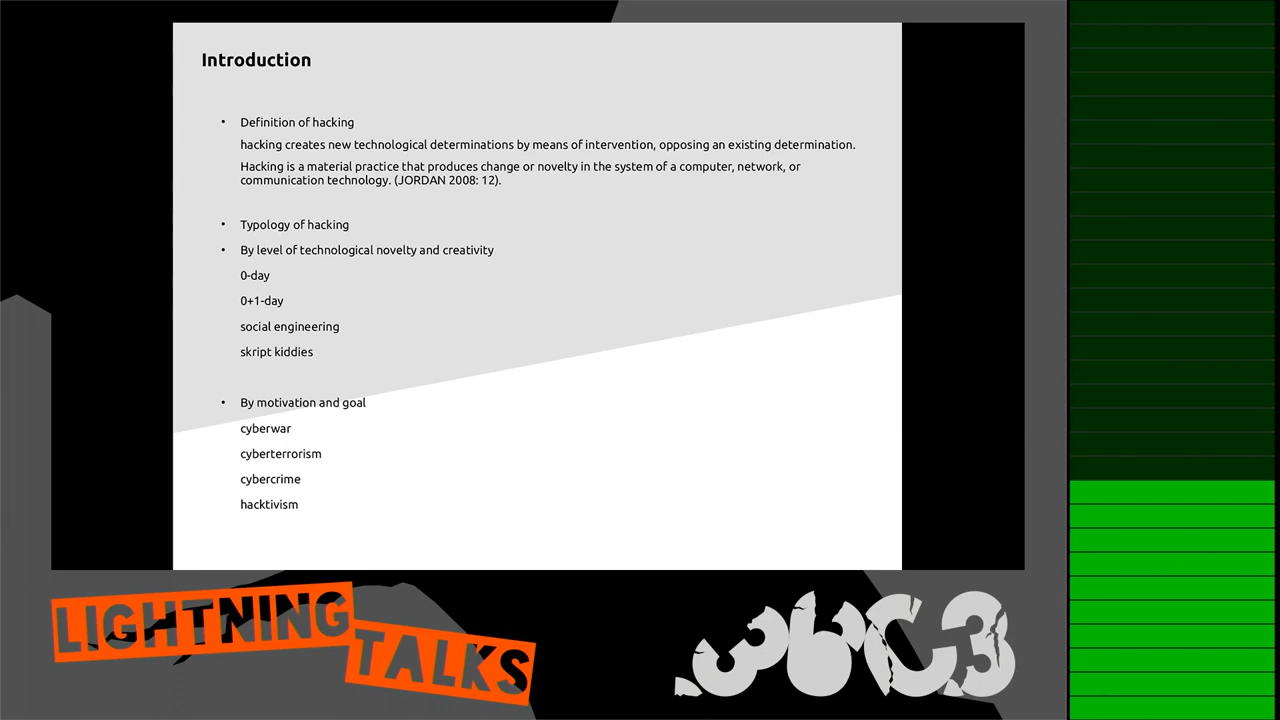 Introduction
• Definition of hacking
hacking creates new technological determinations by means of intervention, opposing an existing determination.
Hacking is a material practice that produces change or novelty in the system of a computer, network, or
communication technology. (JORDAN 2008: 12).
• Typology of hacking
• By level of technological novelty and creativity
0-day
0+1-day
social engineering
skript kiddies
• By motivation and goal
cyberwar
cyberterrorism
cybercrime
hacktivism
LIGHTNING
TALKS
36C3